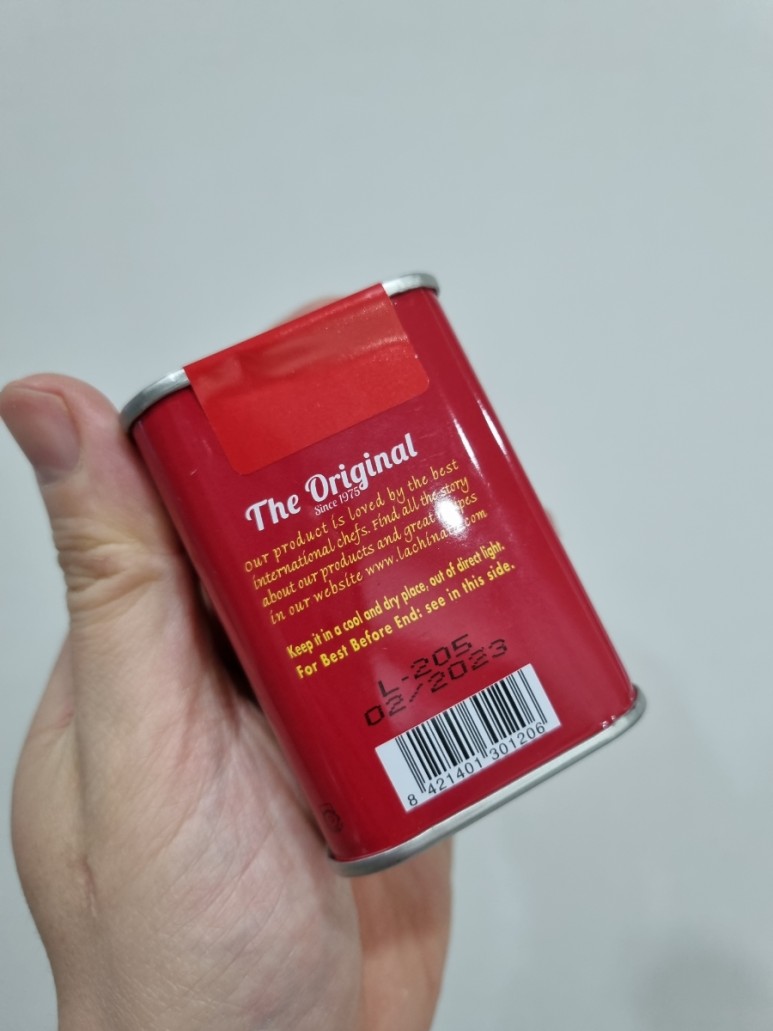 The Original
Since 1975
our product is loved by the best
international chefs. Find all the story
about our products and great
in our website
Keep it in a cool and dry place, out of direct light.
For Best Before End: see in this side.
L-205
02/2023
8 421401 301206